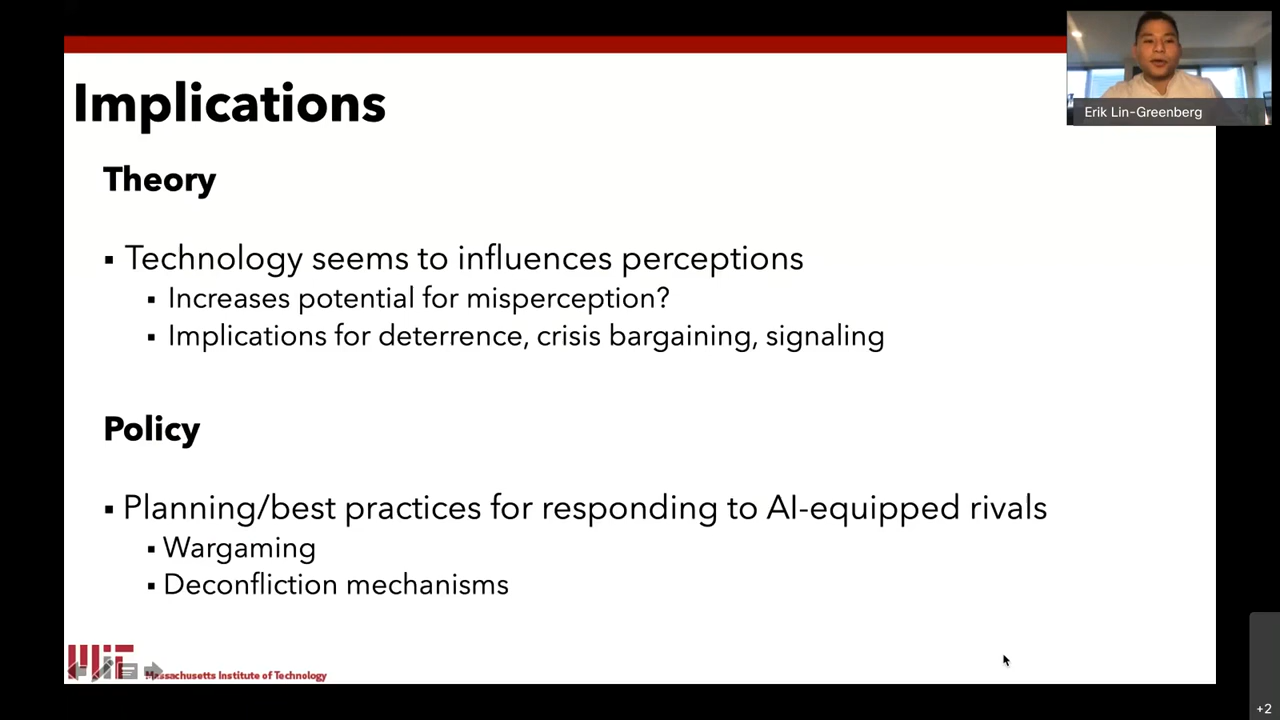 Implications
Erik Lin-Greenberg
Theory
▪ Technology seems to influences perceptions
▪ Increases potential for misperception?
▪ Implications for deterrence, crisis bargaining, signaling
Policy
▪ Planning/best practices for responding to AI-equipped rivals
▪ Wargaming
▪ Deconfliction mechanisms
MIT
Massachusetts Institute of Technology
+2